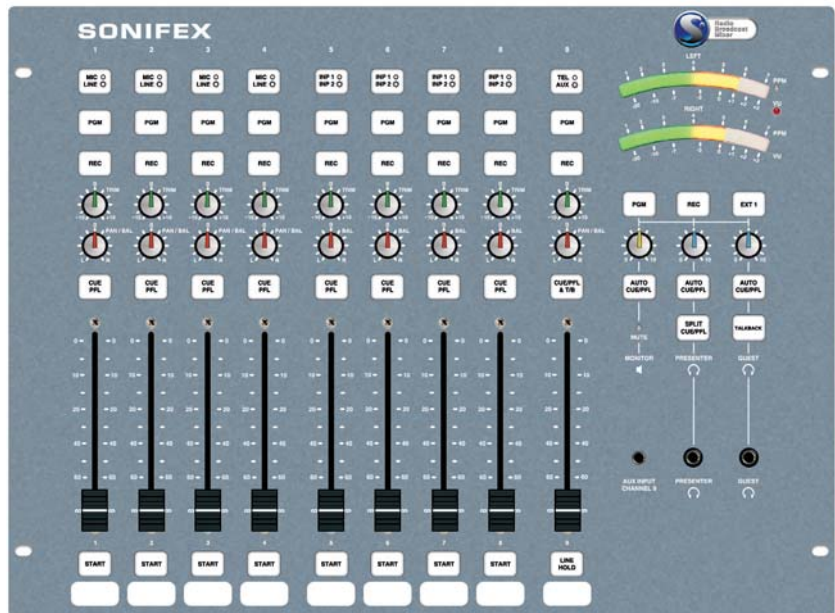 SONIFEX
Radio
Broadcast
Mixer
1 2 3 4 5 6 7 8 9
LEFT
MIC LINE MIC LINE MIC LINE MIC LINE INP 1 INP 2 INP 1 INP 2 INP 1 INP 2 INP 1 INP 2 TEL AUX
PPM
VU
RIGHT
PPM
VU
PGM PGM PGM PGM PGM PGM PGM PGM PGM
REC REC REC REC REC REC REC REC REC
TRIM TRIM TRIM TRIM TRIM TRIM TRIM TRIM TRIM
PGM REC EXT 1
PAN / BAL PAN / BAL PAN / BAL PAN / BAL BAL BAL BAL BAL PAN / BAL
CUE PFL CUE PFL CUE PFL CUE PFL CUE PFL CUE PFL CUE PFL CUE PFL CUE/PFL & T/B
AUTO CUE/PFL AUTO CUE/PFL AUTO CUE/PFL
SPLIT CUE/PFL TALKBACK
MUTE
MONITOR PRESENTER GUEST
AUX INPUT CHANNEL 9 PRESENTER GUEST
1 2 3 4 5 6 7 8 9
START START START START START START START START LINE HOLD